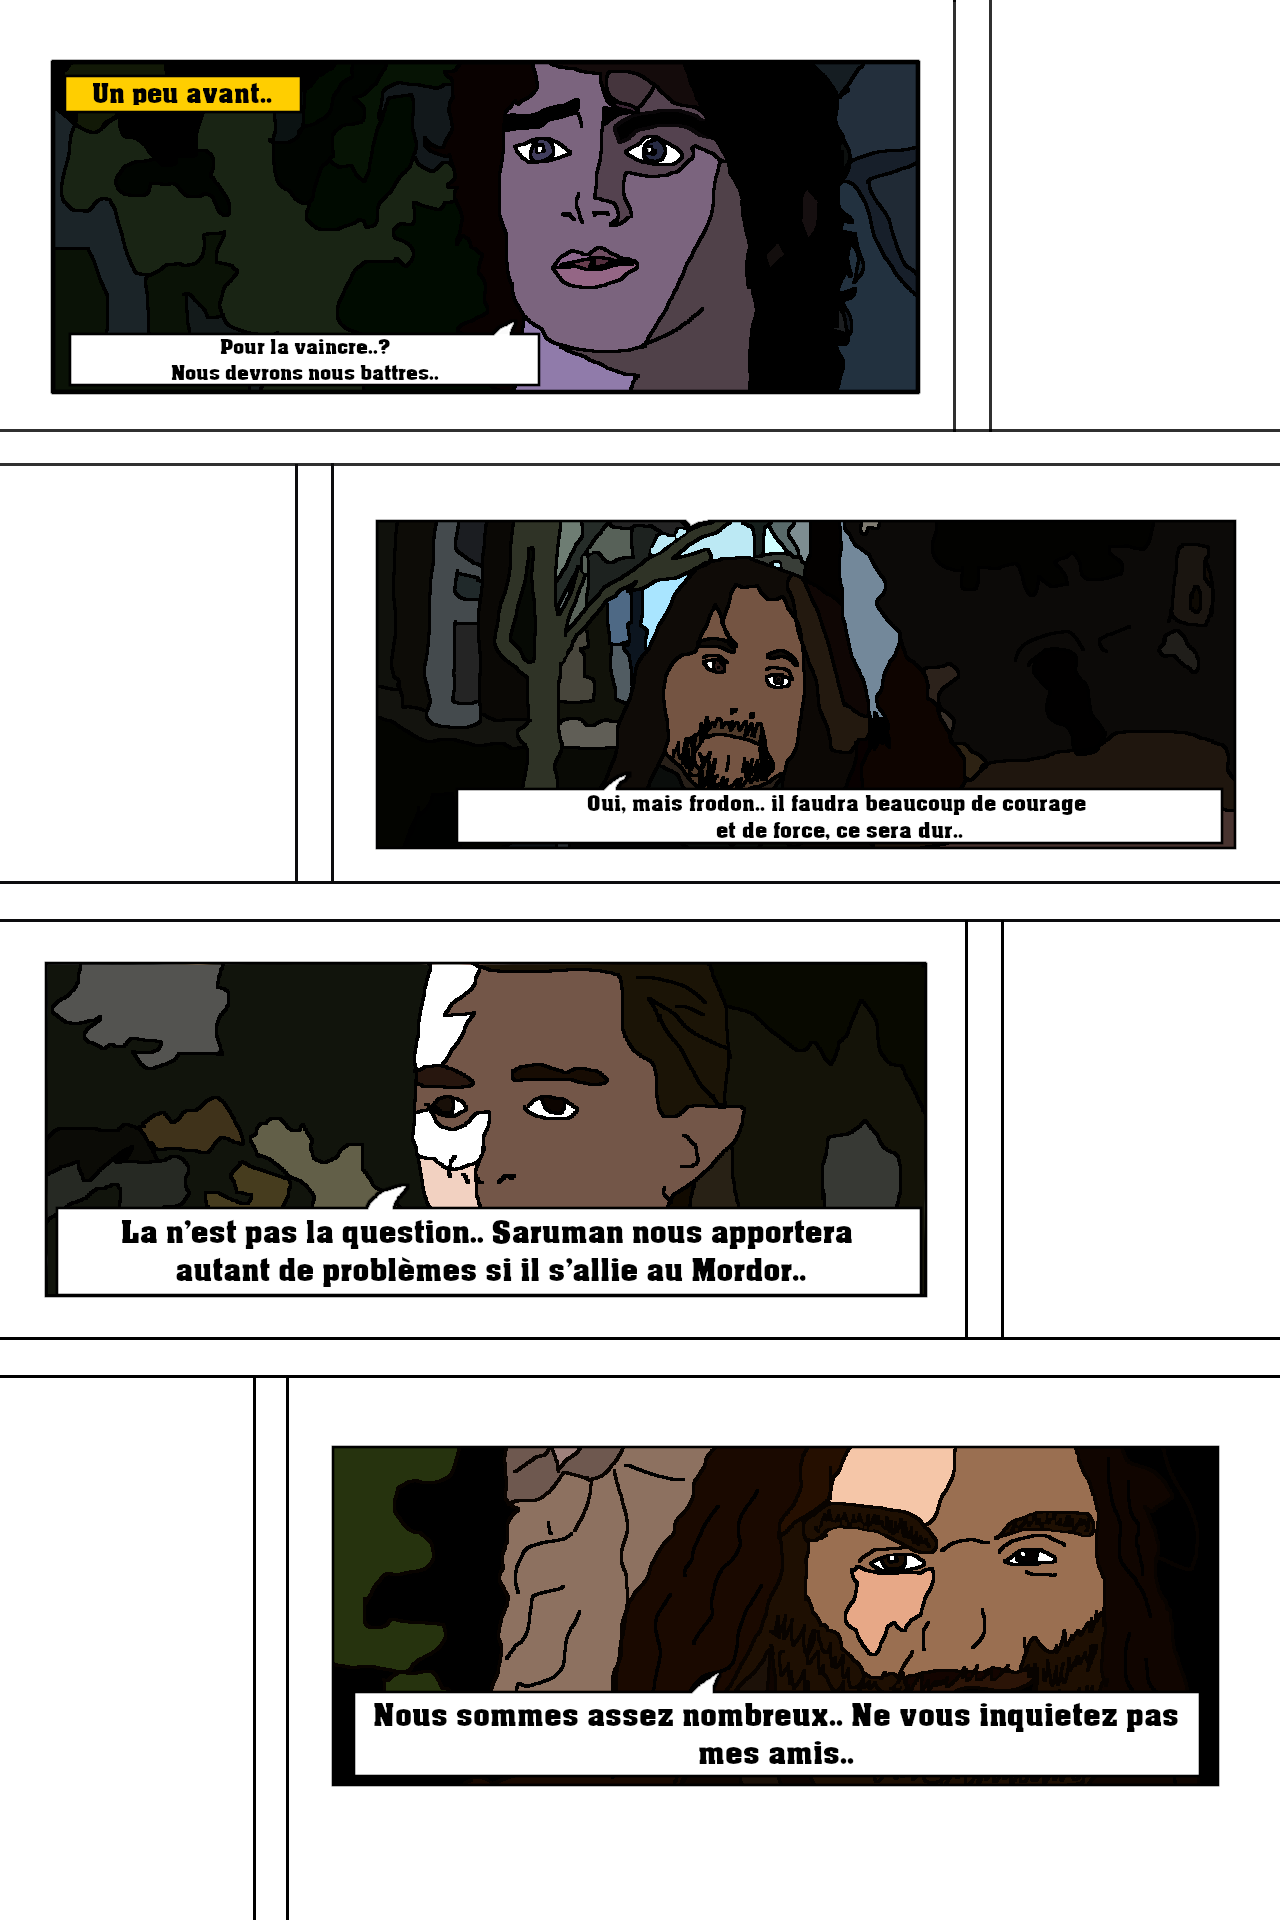 Un peu avant..
Pour la vaincre..?
Nous devrons nous battres..
Oui, mais frodon.. il faudra beaucoup de courage
et de force, ce sera dur..
La n'est pas la question.. Saruman nous apportera
autant de problèmes si il s'allie au Mordor..
Nous sommes assez nombreux.. Ne vous inquietez pas
mes amis..